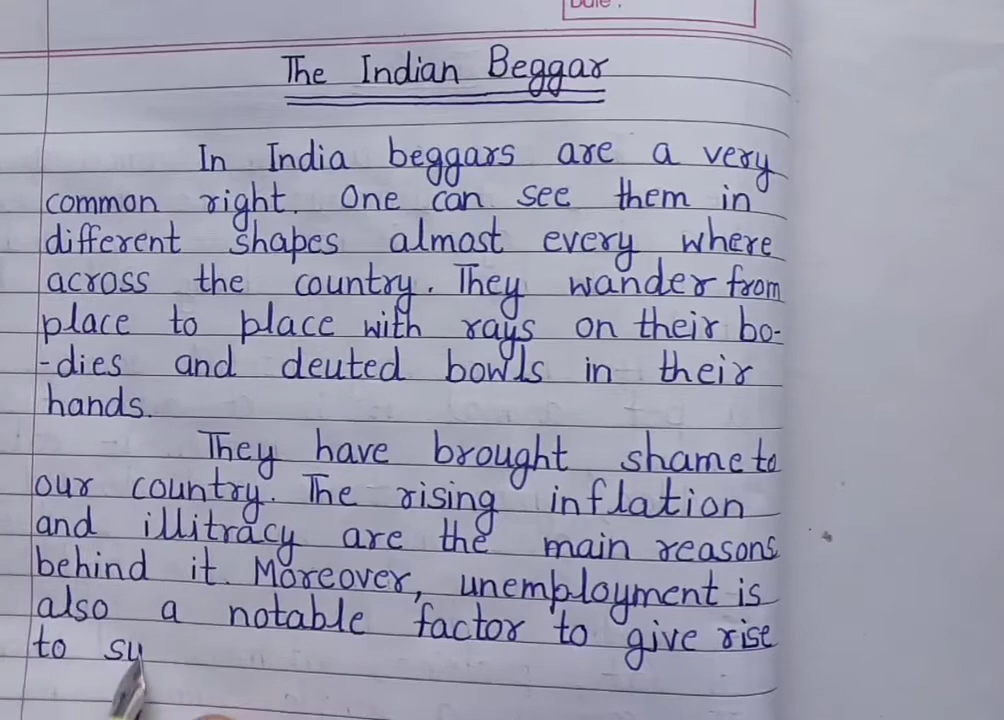 Date :
The Indian Beggar
In India beggars are a very
common right. One can see them in
different shapes almost every where
across the country. They wander from
place to place with rays on their bo-
-dies and deuted bowls in their
hands.
They have brought shame to
our country. The rising inflation
and illitracy are the main reasons
behind it. Moreover, unemployment is
also a notable factor to give rise
to su